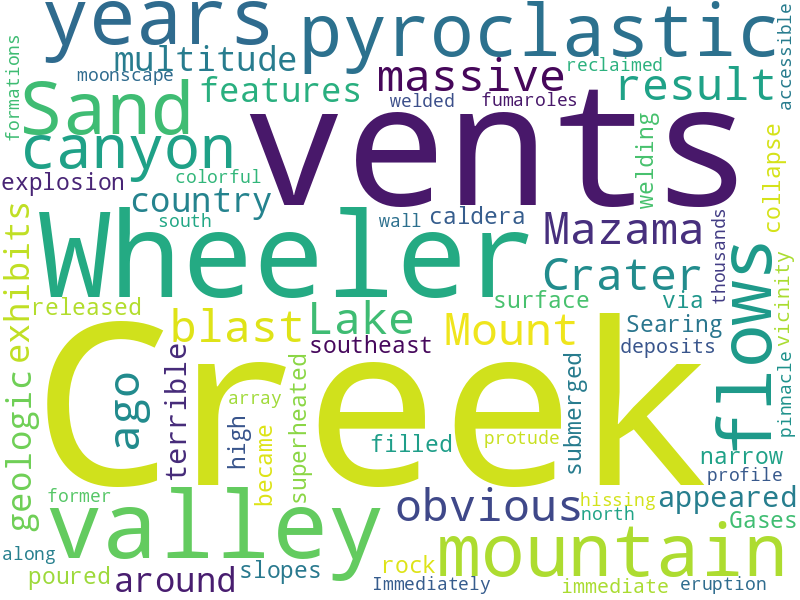 years pyroclastic
formations moonscape multitude massive reclaimed result accessible
Sand features welded fumaroles
canyon vents welding collapse
explosion colorful country south wall caldera Mazama thousands
exhibits Wheeler Crater flows vicinity
released surface via
blast Lake Mount Searing
southeast deposits
geologic ago terrible high superheated array Creek submerged pinnacle
became filled protude narrow
profile
former valley obvious hissing appeared
north Gases
along mountain
poured around slopes rock Immediately immediate eruption